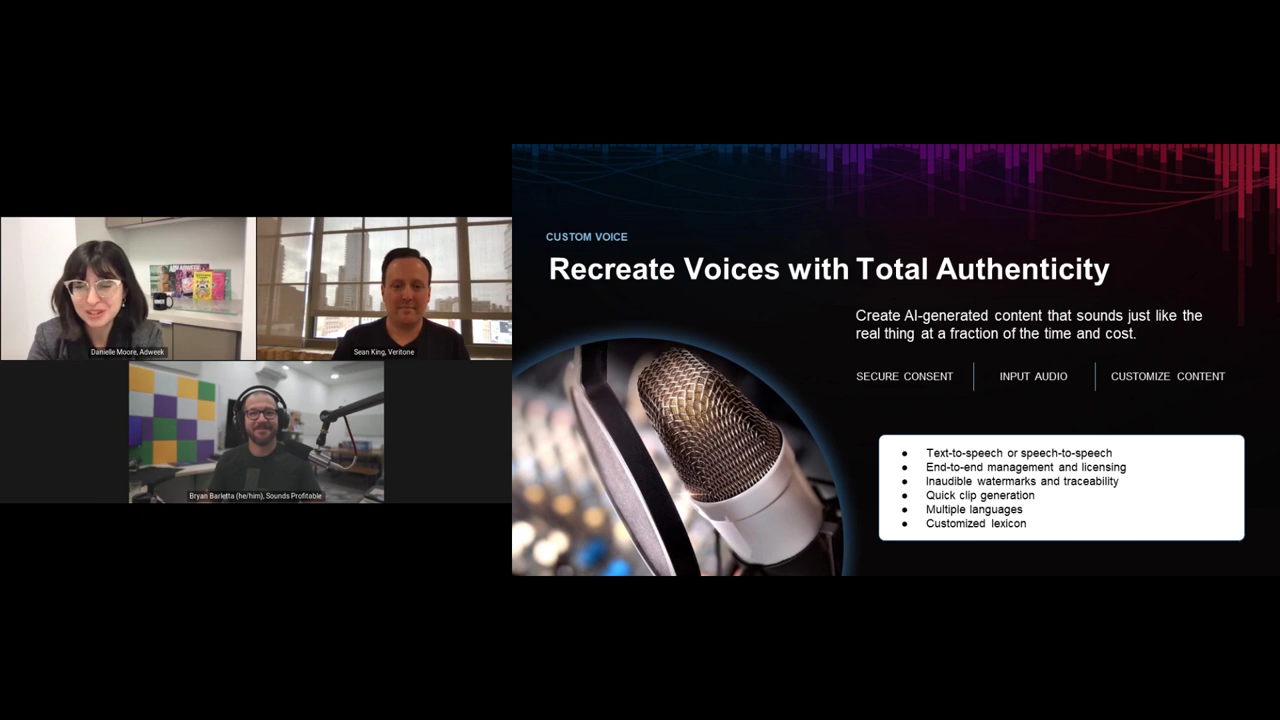 Danielle Moore, Adweek
Sean King, Veritone
Bryan Barletta (he/him), Sounds Profitable
CUSTOM VOICE
Recreate Voices with Total Authenticity
Create AI-generated content that sounds just like the
real thing at a fraction of the time and cost.
SECURE CONSENT
INPUT AUDIO
CUSTOMIZE CONTENT
● Text-to-speech or speech-to-speech
● End-to-end management and licensing
● Inaudible watermarks and traceability
● Quick clip generation
● Multiple languages
● Customized lexicon